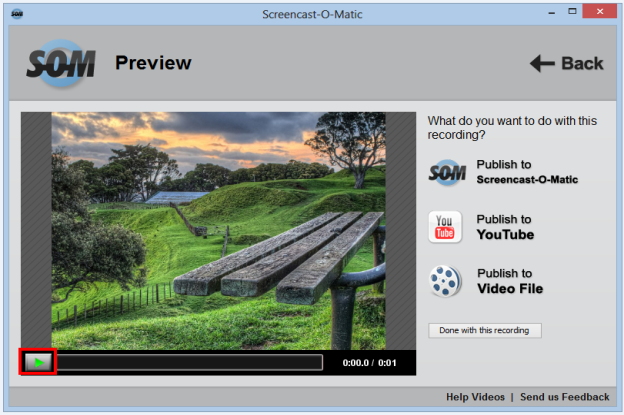 Screencast-O-Matic
SOM
Preview
Back
What do you want to do with this
recording?
SOM
Publish to
Screencast-O-Matic
You
Tube
Publish to
YouTube
Publish to
Video File
Done with this recording
0:00.0 / 0:01
Help Videos | Send us Feedback